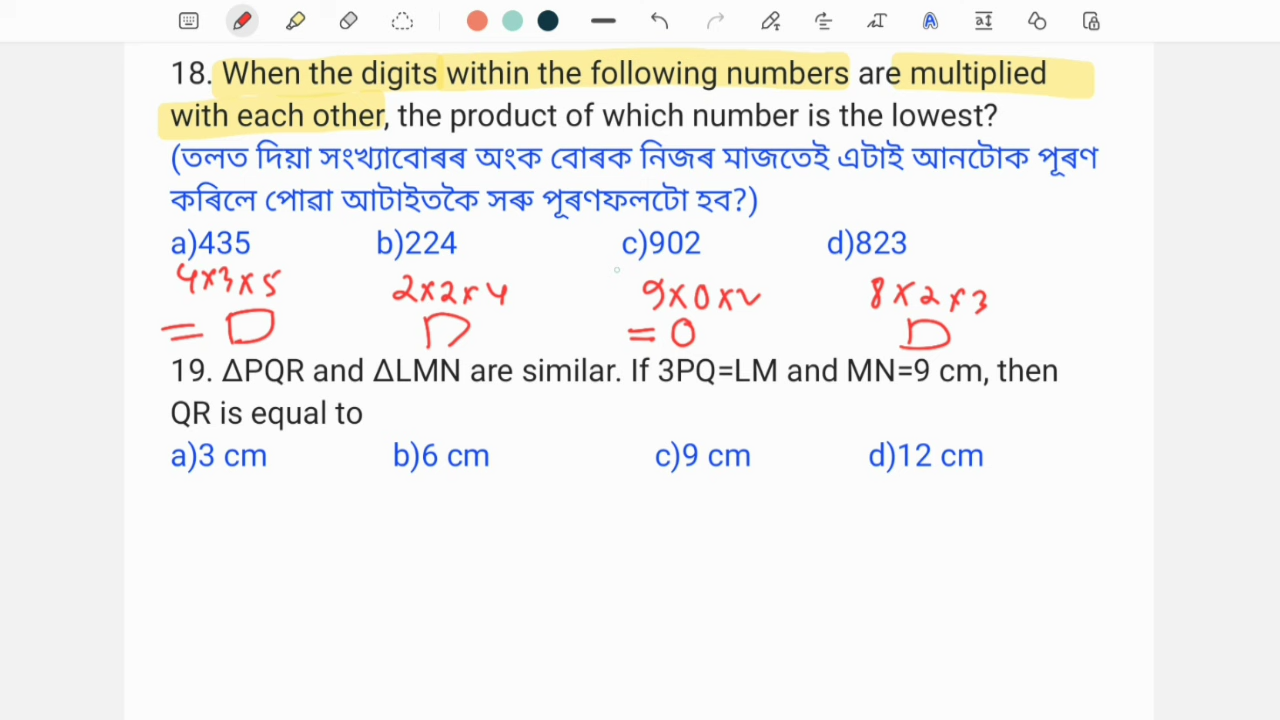 18. When the digits within the following numbers are multiplied
with each other, the product of which number is the lowest?
(তলত দিয়া সংখ্যাবোৰৰ অংক বোৰক নিজৰ মাজতেই এটাই আনটোক পূৰণ
কৰিলে পোৱা আটাইতকৈ সৰু পূৰণফলটো হব?)
a)435 b)224 c)902 d)823
4×3×5 2×2×4 9×0×2 8×2×3
= D D = 0 D
19. ΔPQR and ΔLMN are similar. If 3PQ=LM and MN=9 cm, then
QR is equal to
a)3 cm b)6 cm c)9 cm d)12 cm